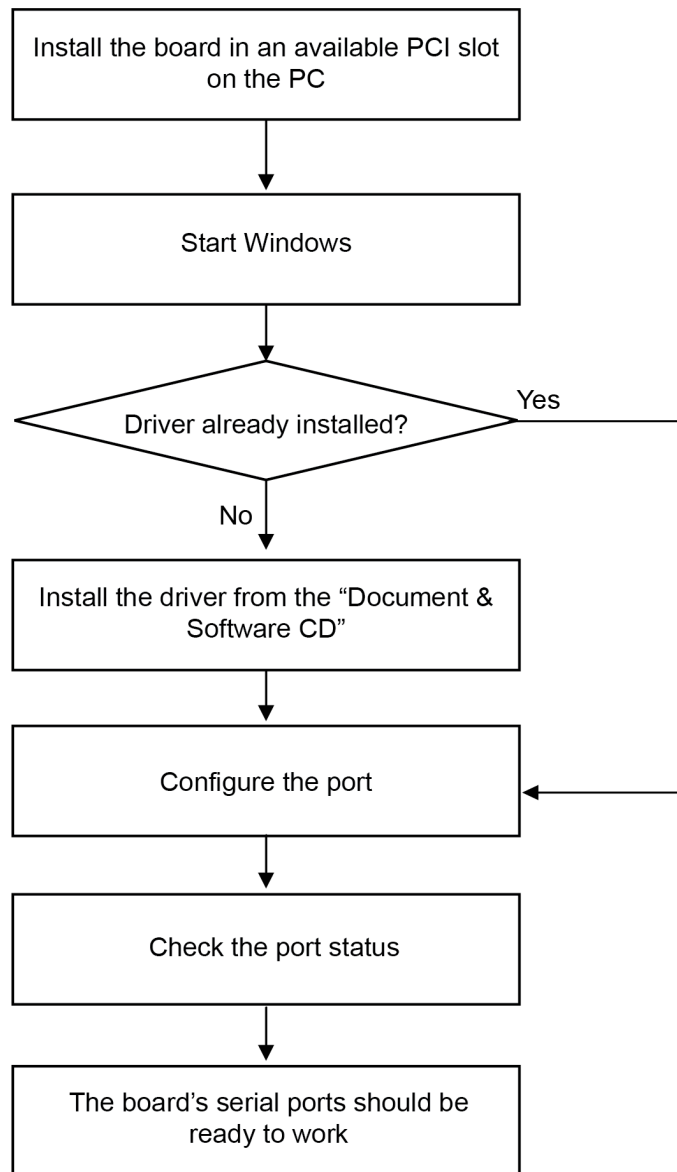 Install the board in an available PCI slot
on the PC
Start Windows
Driver already installed?
Yes
No
Install the driver from the “Document &
Software CD”
Configure the port
Check the port status
The board’s serial ports should be
ready to work